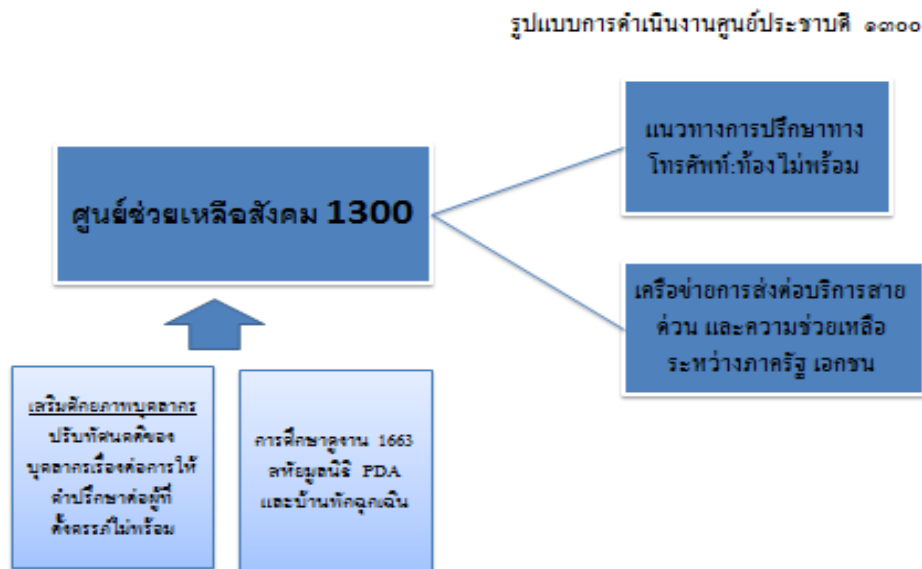 รูปแบบการดำเนินงานศูนย์ประชาบดี ๑๓๐๐
แนวทางการปรึกษาทาง
โทรศัพท์:ท้องไม่พร้อม
ศูนย์ช่วยเหลือสังคม 1300
เครือข่ายการส่งต่อบริการสาย
ด่วน และความช่วยเหลือ
ระหว่างภาครัฐ เอกชน
เสริมศักยภาพบุคลากร
ปรับทัศนคติของ
บุคลากรเรื่องต่อการให้
คำปรึกษาต่อผู้ที่
ตั้งครรภ์ไม่พร้อม
การศึกษาดูงาน 1663
สหทัยมูลนิธิ PDA
และบ้านพักฉุกเฉิน